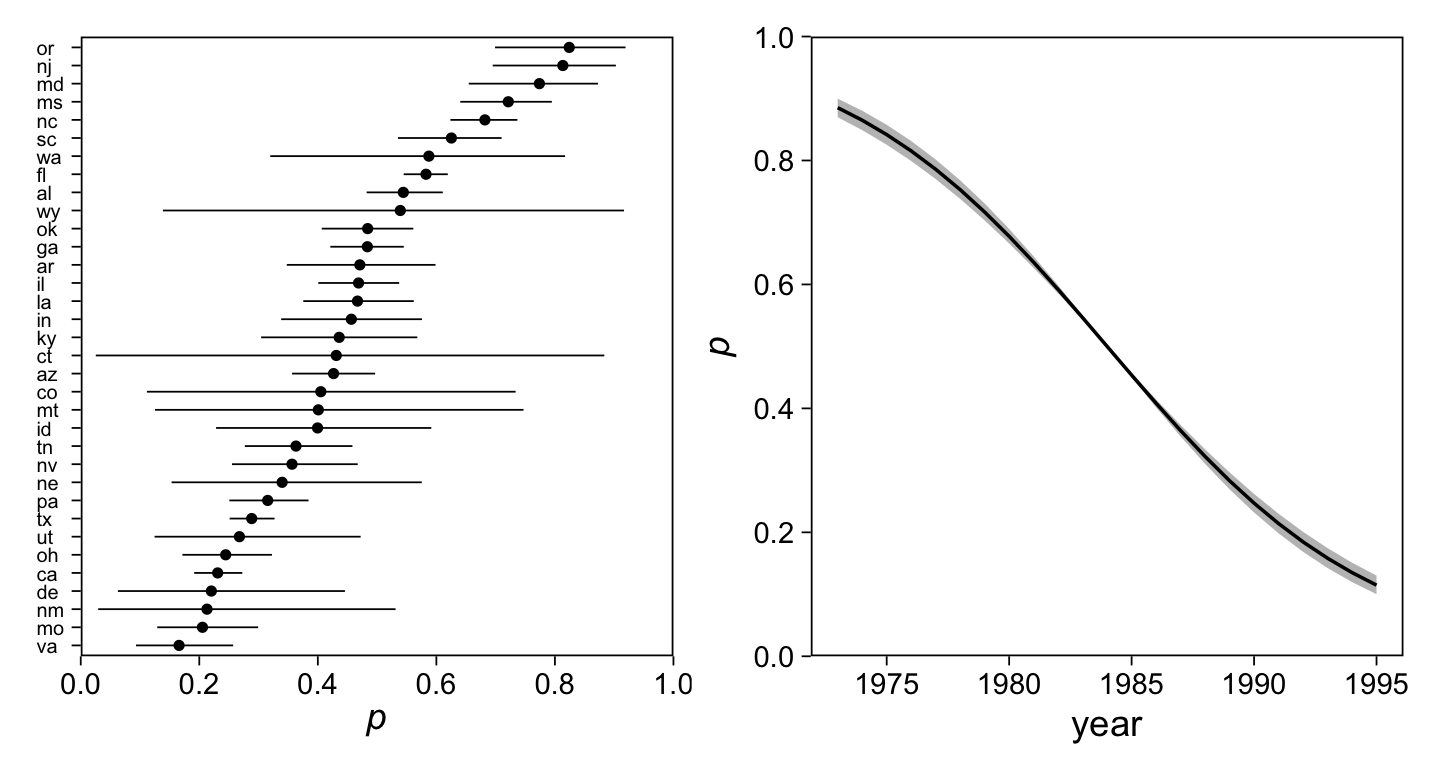 or
nj
md
ms
nc
sc
wa
fl
al
wy
ok
ga
ar
il
la
in
ky
ct
az
co
mt
id
tn
nv
ne
pa
tx
ut
oh
ca
de
nm
mo
va
0.0 0.2 0.4 0.6 0.8 1.0
p
1.0
0.8
0.6
0.4
0.2
0.0
p
1975 1980 1985 1990 1995
year